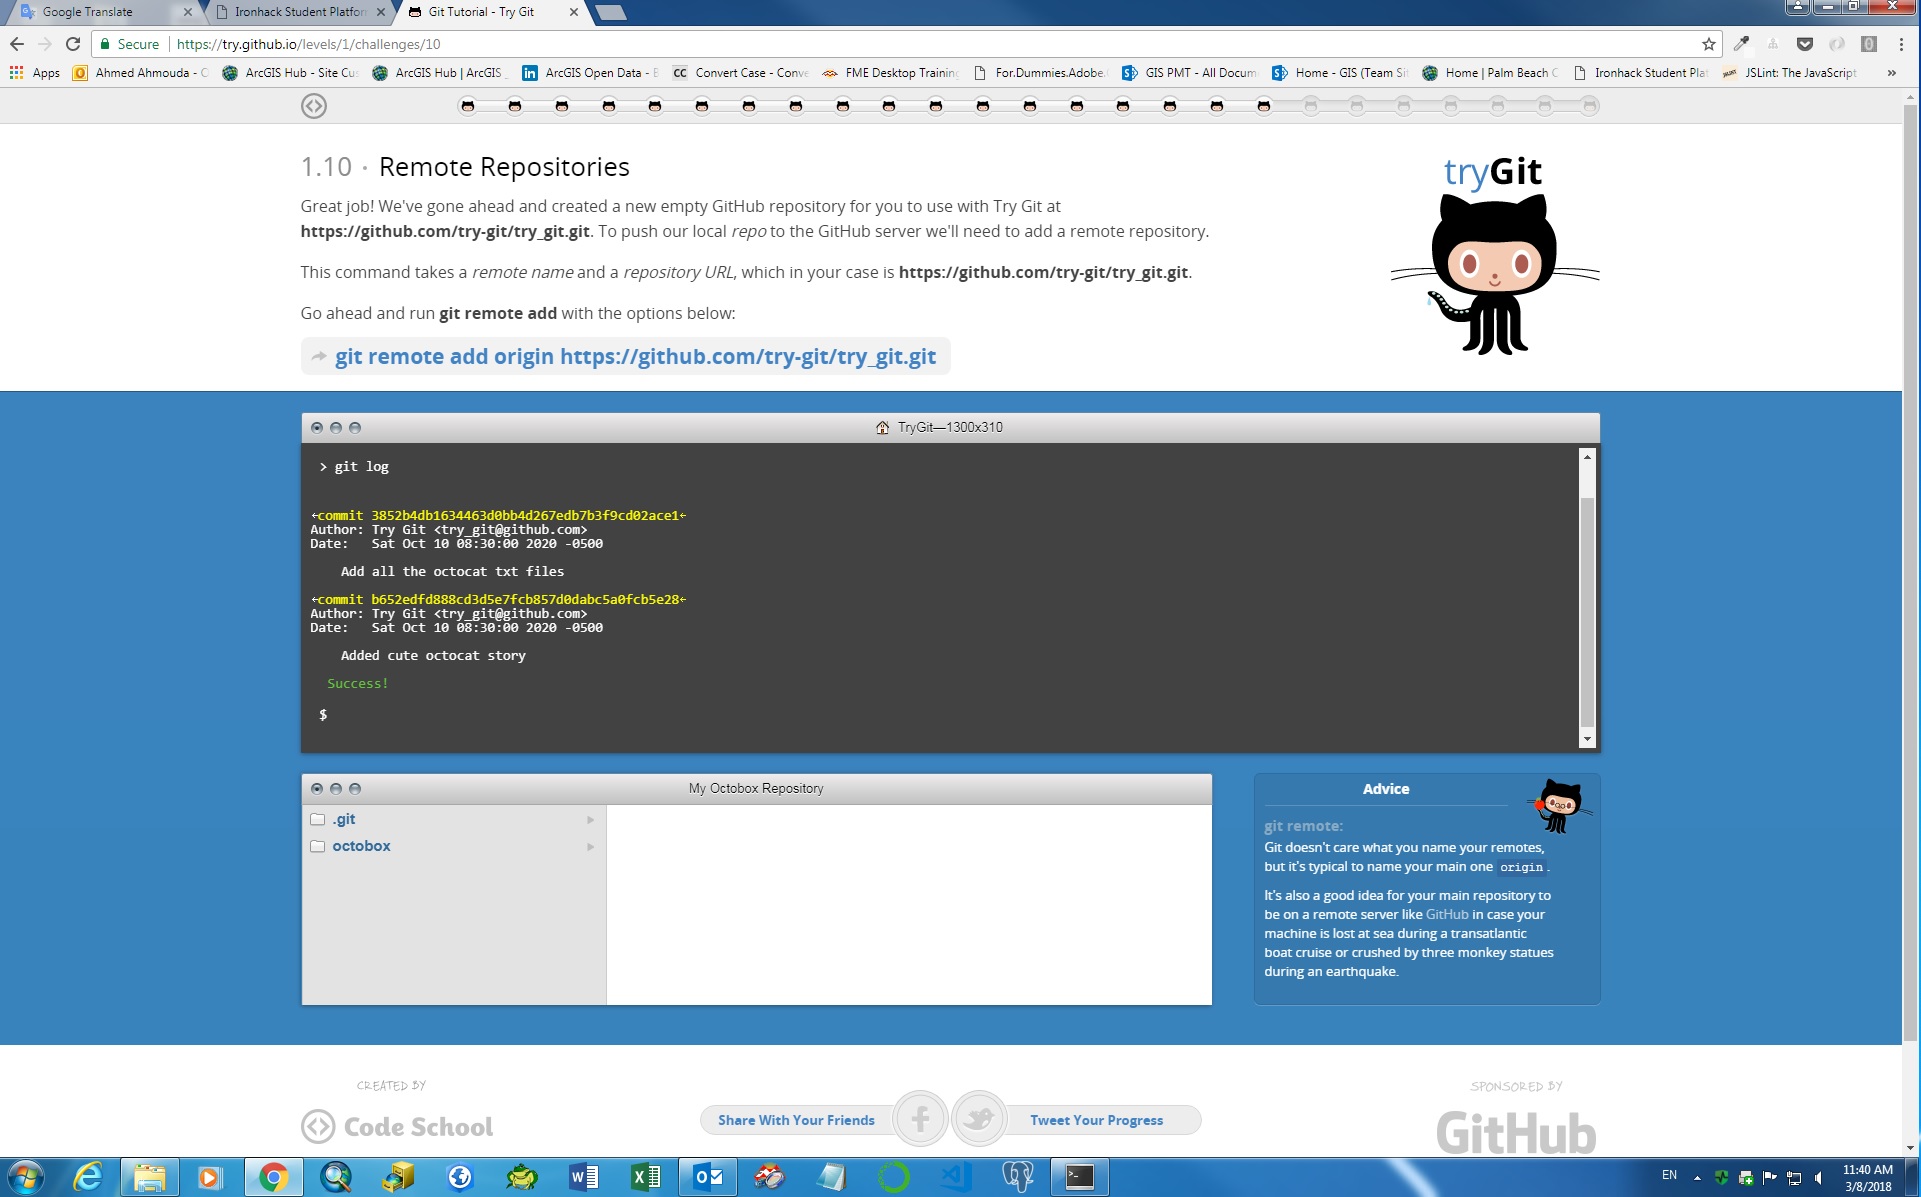 Google Translate
Ironhack Student Platfor
Git Tutorial - Try Git
Secure
https://try.github.io/levels/1/challenges/10
Apps
Ahmed Ahmouda - C
ArcGIS Hub - Site Cus
ArcGIS Hub | ArcGIS
ArcGIS Open Data - E
CC
Convert Case - Conve
FME Desktop Training
For.Dummies.Adobe.
GIS PMT - All Docum
Home - GIS (Team Sit
Home | Palm Beach C
Ironhack Student Plat
JSLint: The JavaScript
»
1.10 · Remote Repositories
tryGit
Great job! We've gone ahead and created a new empty GitHub repository for you to use with Try Git at
https://github.com/try-git/try_git.git. To push our local repo to the GitHub server we'll need to add a remote repository.
This command takes a remote name and a repository URL, which in your case is https://github.com/try-git/try_git.git.
Go ahead and run git remote add with the options below:
git remote add origin https://github.com/try-git/try_git.git
TryGit—1300x310
> git log
←commit 3852b4db1634463d0bb4d267edb7b3f9cd02ace1←
Author: Try Git <try_git@github.com>
Date:   Sat Oct 10 08:30:00 2020 -0500
Add all the octocat txt files
←commit b652edfd888cd3d5e7fcb857d0dabc5a0fcb5e28←
Author: Try Git <try_git@github.com>
Date:   Sat Oct 10 08:30:00 2020 -0500
Added cute octocat story
Success!
$
My Octobox Repository
.git
octobox
Advice
git remote:
Git doesn't care what you name your remotes,
but it's typical to name your main one origin.
It's also a good idea for your main repository to
be on a remote server like GitHub in case your
machine is lost at sea during a transatlantic
boat cruise or crushed by three monkey statues
during an earthquake.
CREATED BY
Code School
Share With Your Friends
Tweet Your Progress
SPONSORED BY
GitHub
EN
11:40 AM
3/8/2018